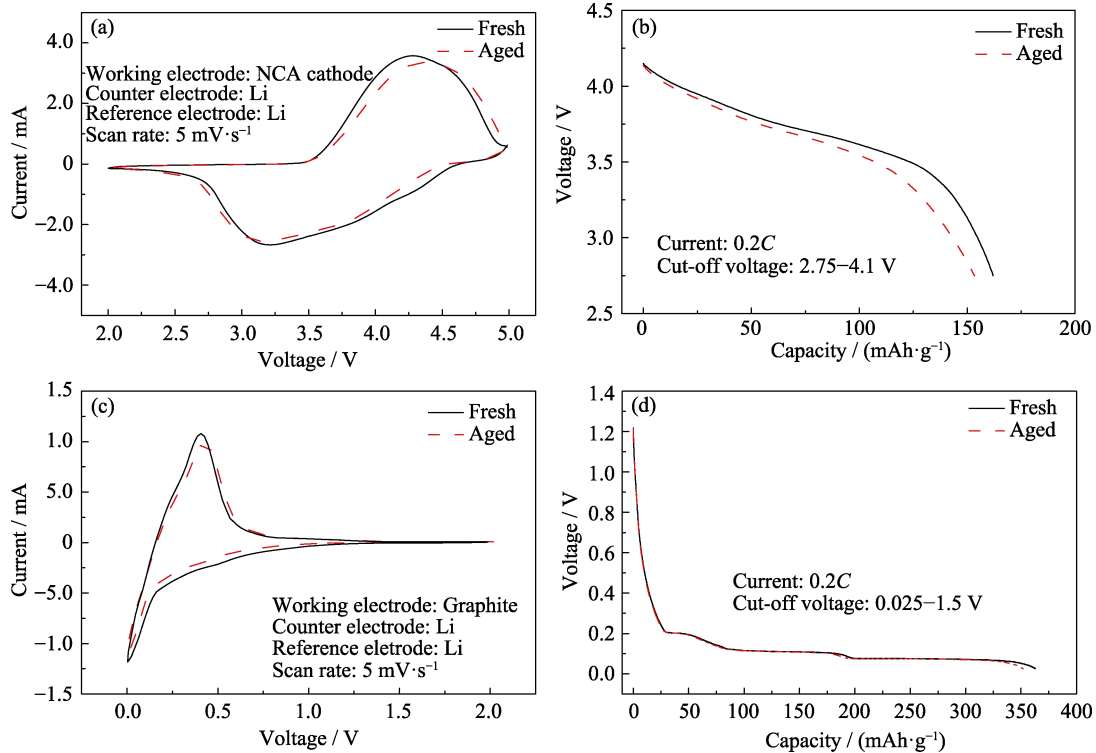 (a)
Fresh
Aged
Working electrode: NCA cathode
Counter electrode: Li
Reference electrode: Li
Scan rate: 5 mV·s⁻¹
4.0
2.0
0
−2.0
−4.0
Current / mA
2.0
2.5
3.0
3.5
4.0
4.5
5.0
Voltage / V
(b)
Fresh
Aged
4.5
4.0
3.5
3.0
2.5
Voltage / V
Current: 0.2C
Cut-off voltage: 2.75−4.1 V
0
50
100
150
200
Capacity / (mAh·g⁻¹)
(c)
Fresh
Aged
1.5
1.0
5.0
0
−5.0
−1.0
−1.5
Current / mA
Working electrode: Graphite
Counter electrode: Li
Reference eletrode: Li
Scan rate: 5 mV·s⁻¹
0.0
0.5
1.0
1.5
2.0
Voltage / V
(d)
Fresh
Aged
1.4
1.2
1.0
0.8
0.6
0.4
0.2
0.0
Voltage / V
Current: 0.2C
Cut-off voltage: 0.025−1.5 V
0
50
100
150
200
250
300
350
400
Capacity / (mAh·g⁻¹)